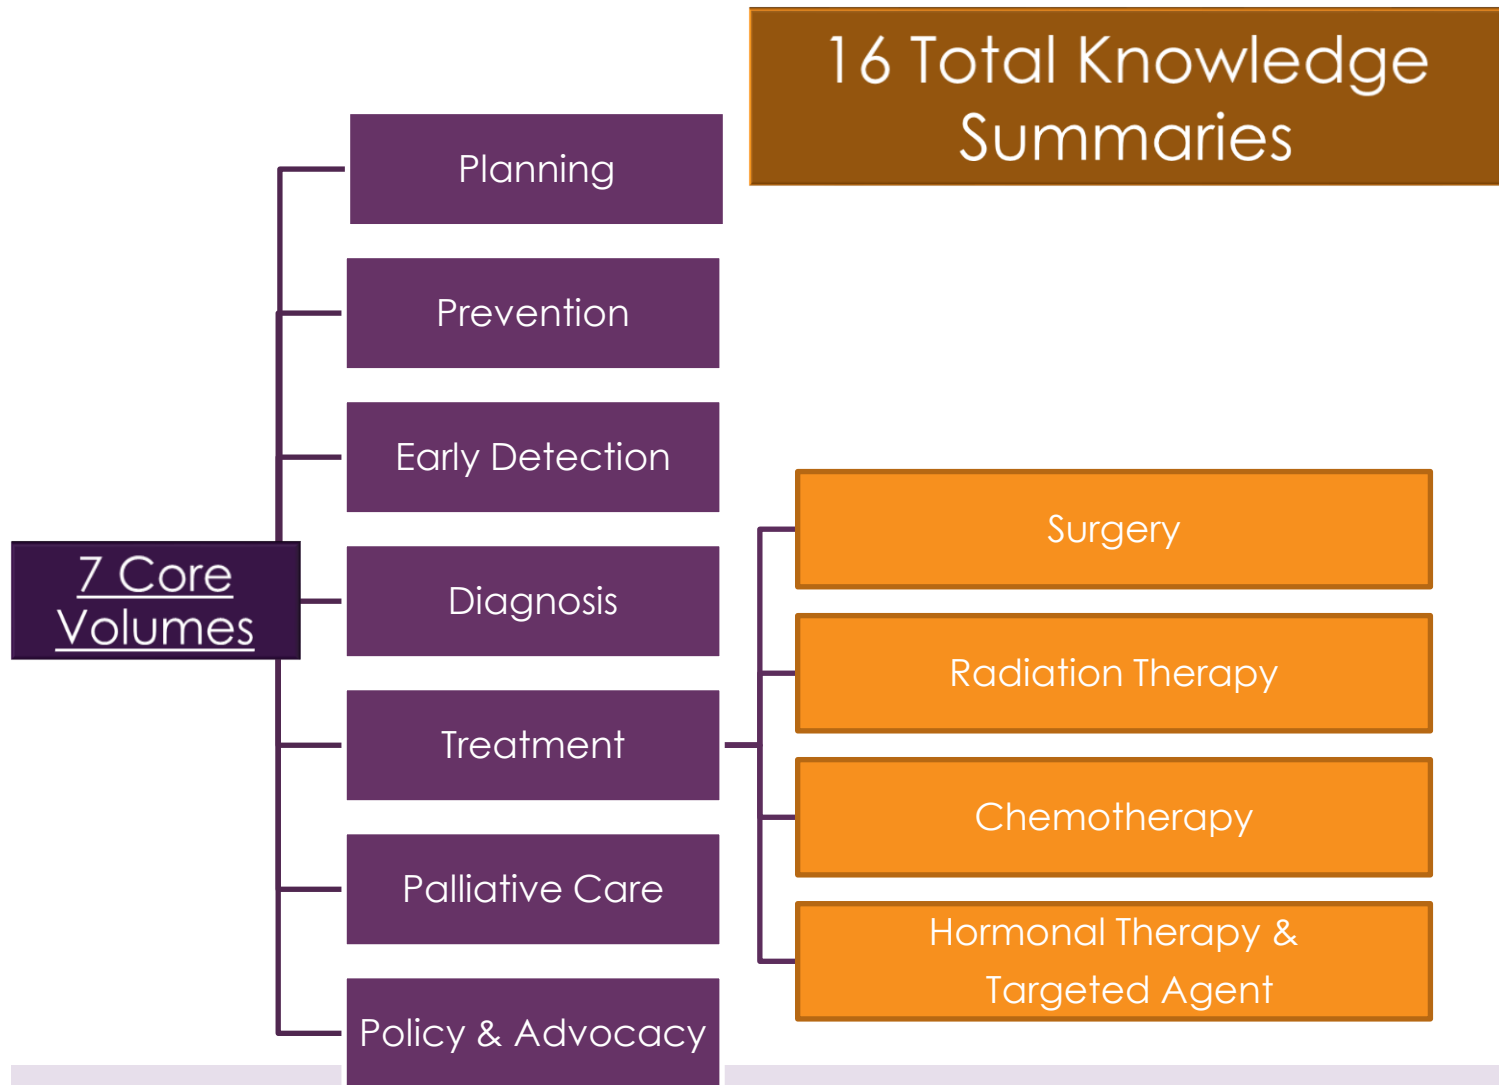 16 Total Knowledge
Summaries
7 Core
Volumes
Planning
Prevention
Early Detection
Diagnosis
Treatment
Palliative Care
Policy & Advocacy
Surgery
Radiation Therapy
Chemotherapy
Hormonal Therapy &
Targeted Agent